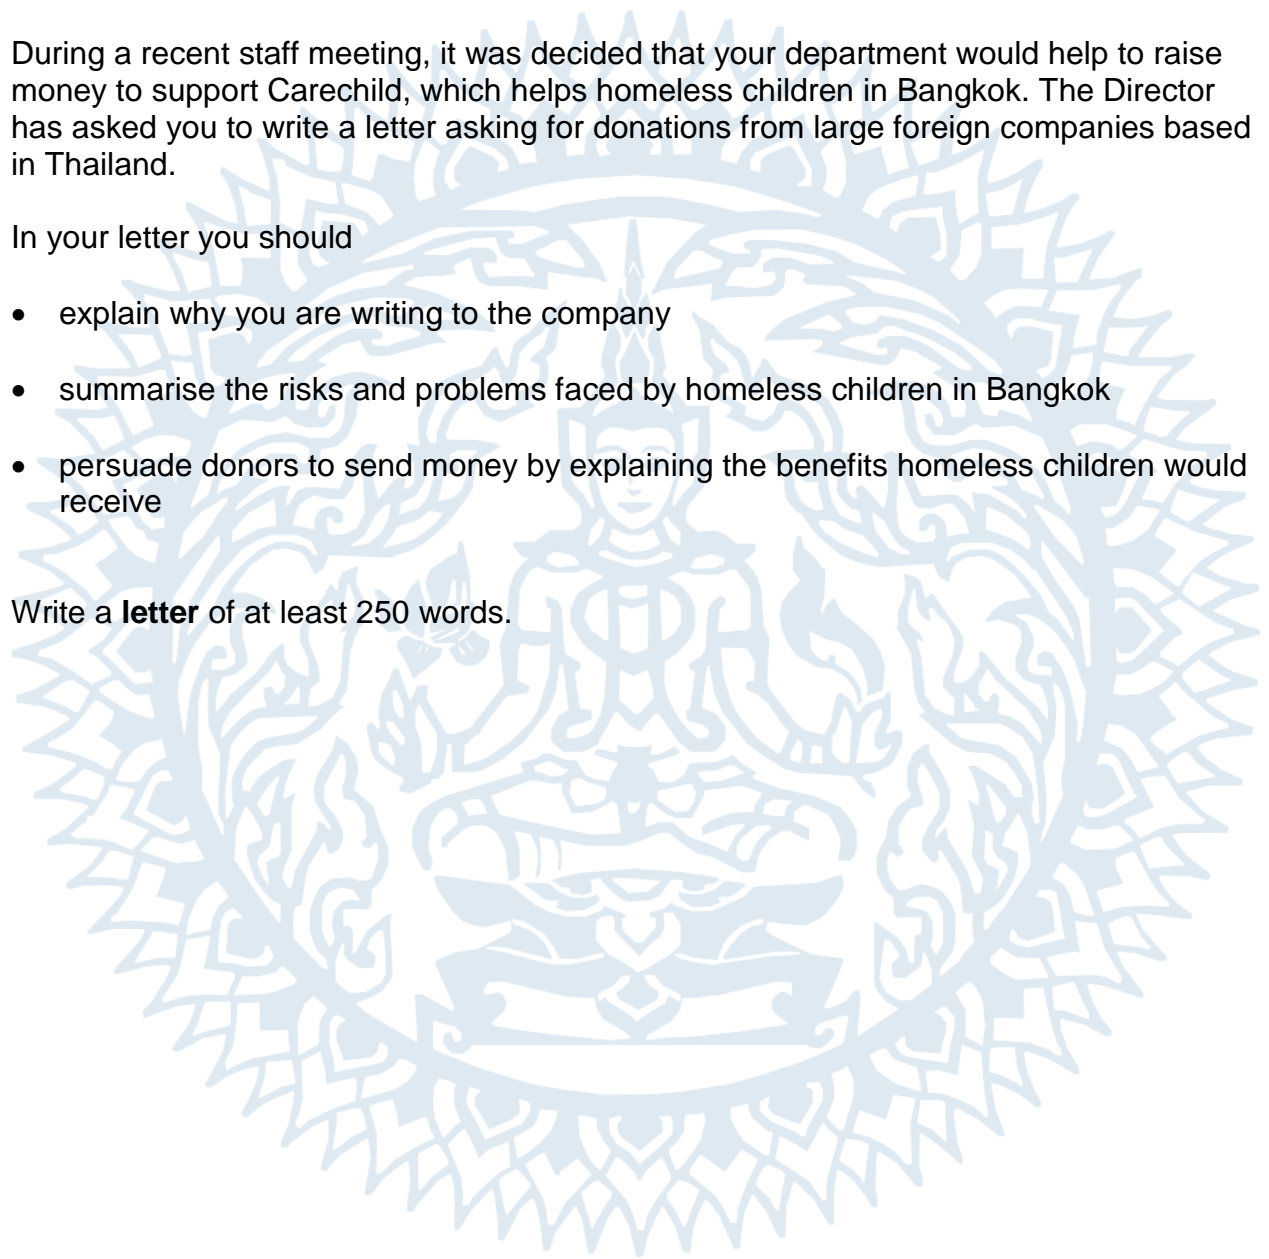 During a recent staff meeting, it was decided that your department would help to raise
money to support Carechild, which helps homeless children in Bangkok. The Director
has asked you to write a letter asking for donations from large foreign companies based
in Thailand.
In your letter you should
• explain why you are writing to the company
• summarise the risks and problems faced by homeless children in Bangkok
• persuade donors to send money by explaining the benefits homeless children would
receive
Write a letter of at least 250 words.